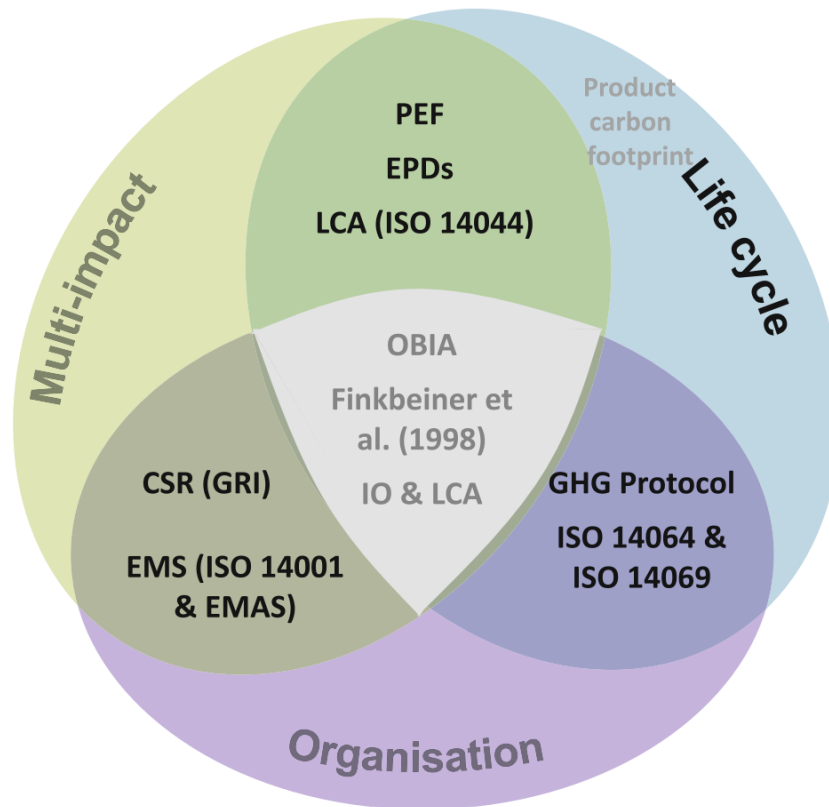 PEF
EPDs
LCA (ISO 14044)
Product
carbon
footprint
Multi-impact
Life cycle
OBIA
Finkbeiner et
al. (1998)
IO & LCA
CSR (GRI)
EMS (ISO 14001
& EMAS)
GHG Protocol
ISO 14064 &
ISO 14069
Organisation